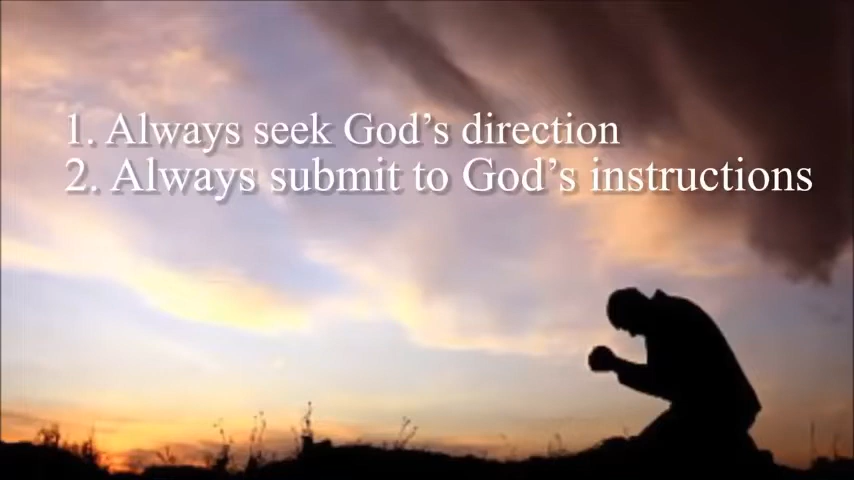 1. Always seek God’s direction
2. Always submit to God’s instructions